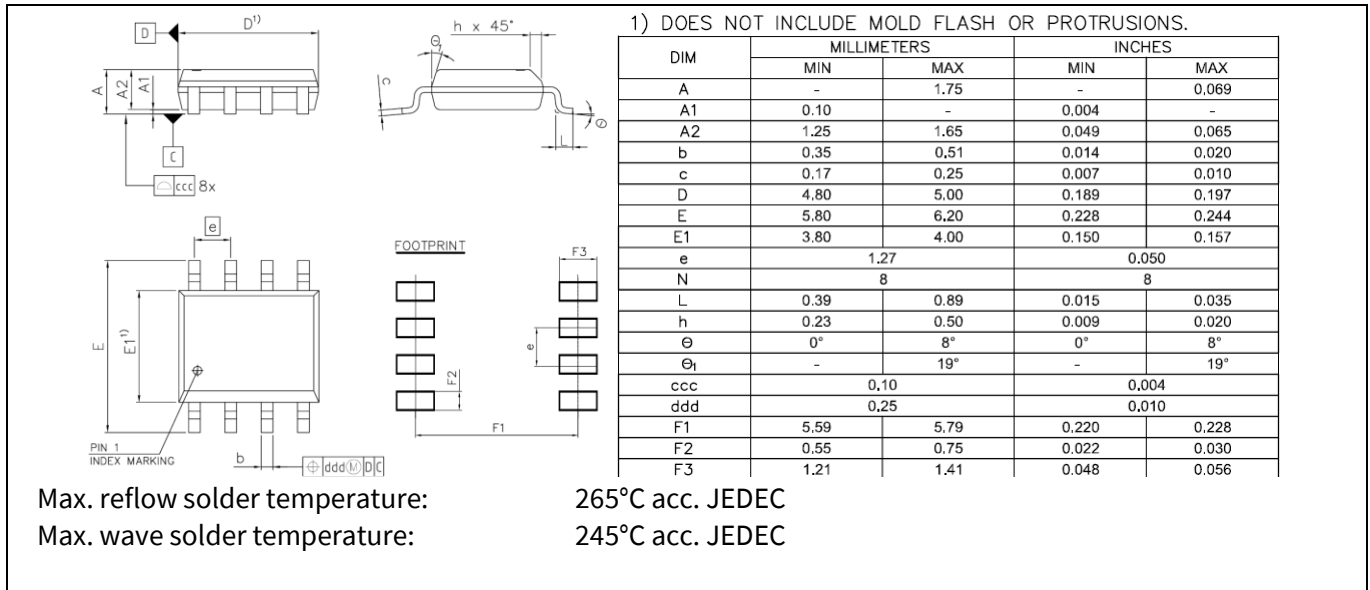 D
D1)
h x 45°
Θ1
A
A2
A1
c
C
ccc 8x
L
Θ
e
FOOTPRINT
F3
E
E1 1)
e
F2
F1
PIN 1
INDEX MARKING
b
⌖ ddd Ⓜ D C
1) DOES NOT INCLUDE MOLD FLASH OR PROTRUSIONS.
DIM MILLIMETERS INCHES
MIN MAX MIN MAX
A - 1.75 - 0.069
A1 0.10 - 0.004 -
A2 1.25 1.65 0.049 0.065
b 0.35 0.51 0.014 0.020
c 0.17 0.25 0.007 0.010
D 4.80 5.00 0.189 0.197
E 5.80 6.20 0.228 0.244
E1 3.80 4.00 0.150 0.157
e 1.27 0.050
N 8 8
L 0.39 0.89 0.015 0.035
h 0.23 0.50 0.009 0.020
Θ 0° 8° 0° 8°
Θ1 - 19° - 19°
ccc 0.10 0.004
ddd 0.25 0.010
F1 5.59 5.79 0.220 0.228
F2 0.55 0.75 0.022 0.030
F3 1.21 1.41 0.048 0.056
Max. reflow solder temperature: 265°C acc. JEDEC
Max. wave solder temperature: 245°C acc. JEDEC